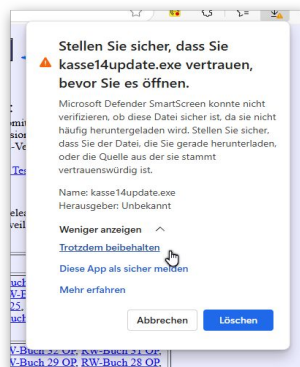 Stellen Sie sicher, dass Sie
kasse14update.exe vertrauen,
bevor Sie es öffnen.
Microsoft Defender SmartScreen konnte nicht
verifizieren, ob diese Datei sicher ist, da sie nicht
häufig heruntergeladen wird. Stellen Sie sicher,
dass Sie der Datei, die Sie gerade herunterladen,
oder die Quelle aus der sie stammt
vertrauenswürdig ist.
Name: kasse14update.exe
Herausgeber: Unbekannt
Weniger anzeigen
Trotzdem beibehalten
Diese App als sicher melden
Mehr erfahren
Abbrechen
Löschen
V-Buch 32 OP, RW-Buch 31 OP,
V-Buch 29 OP, RW-Buch 28 OP,